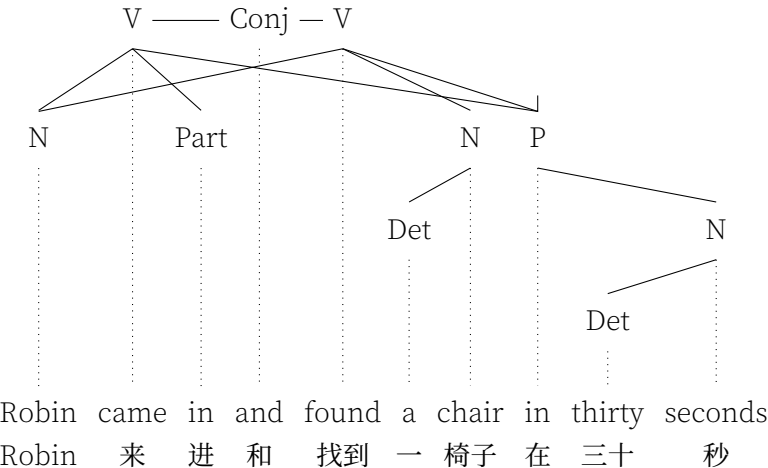 V Conj V
N Part N P
Det N
Det
Robin came in and found a chair in thirty seconds
Robin 来 进 和 找到 一 椅子 在 三十 秒